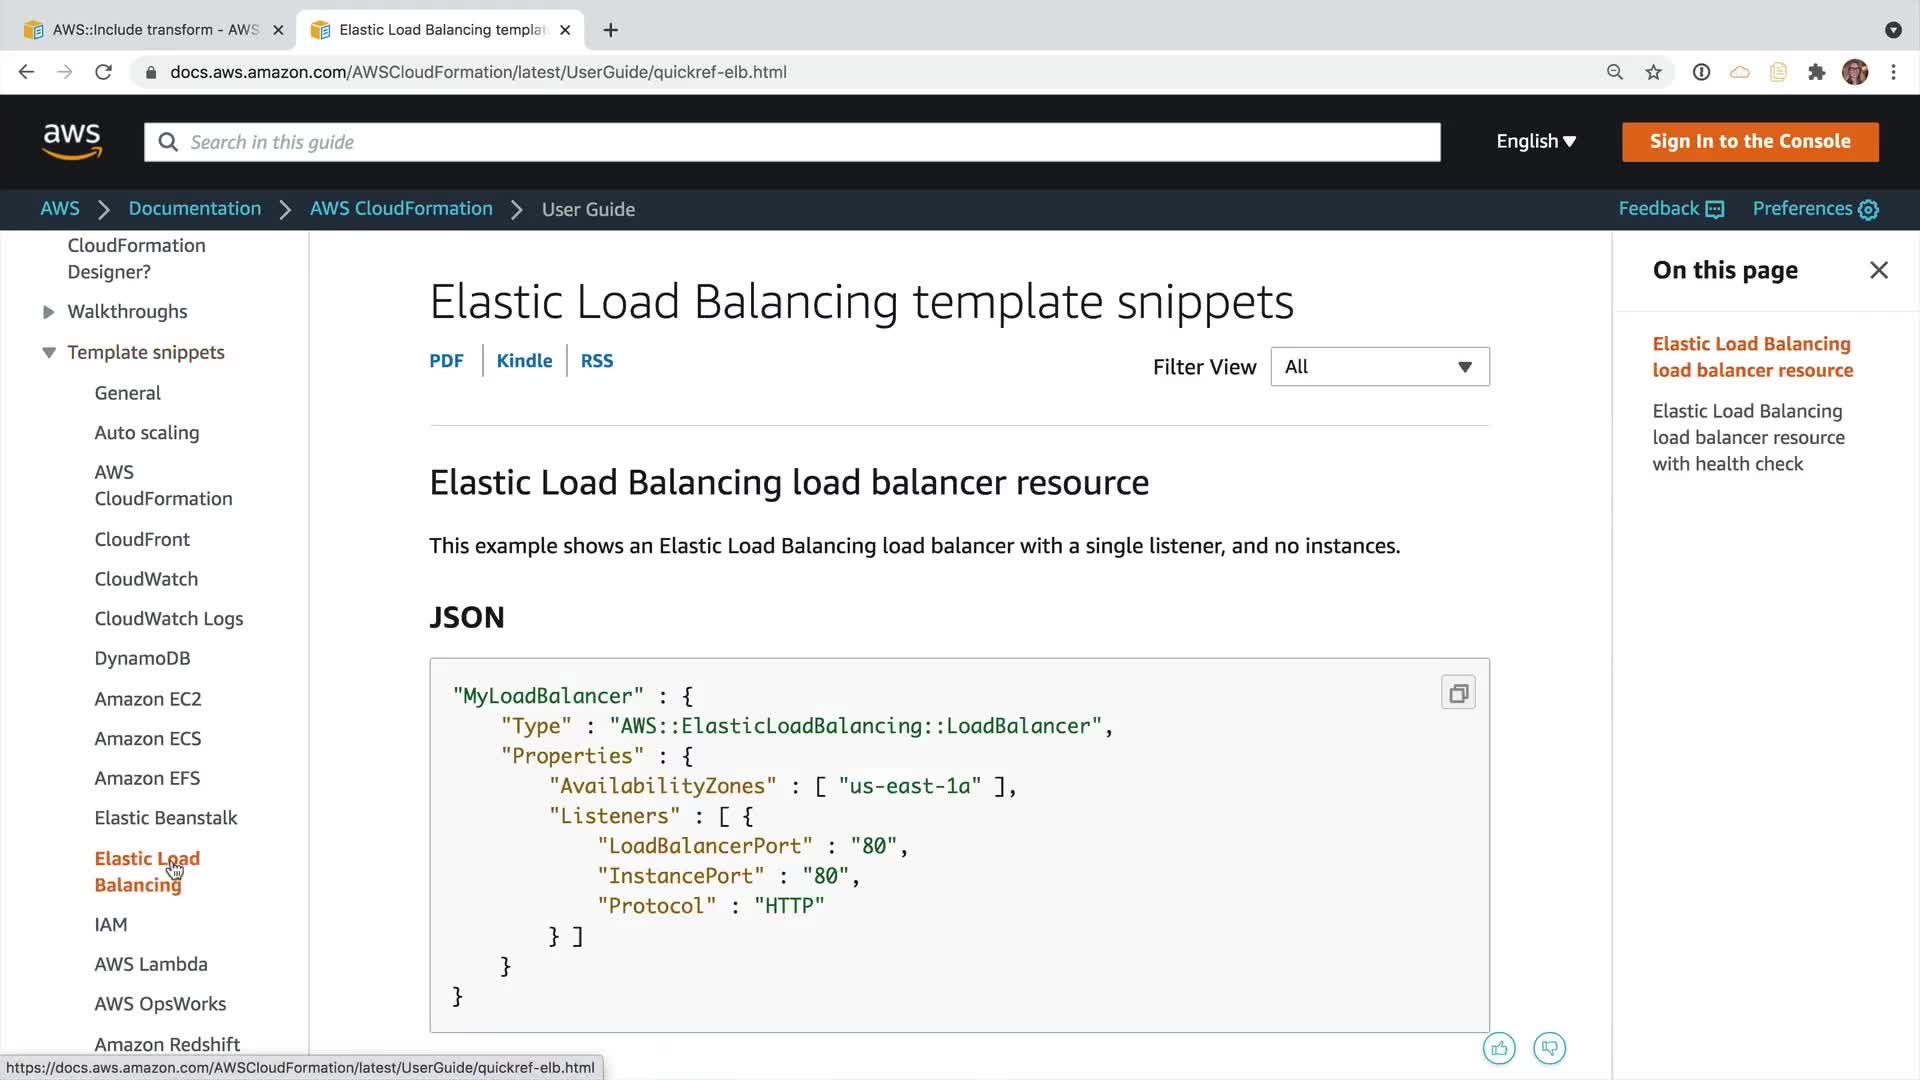 AWS::Include transform - AWS
Elastic Load Balancing templat
docs.aws.amazon.com/AWSCloudFormation/latest/UserGuide/quickref-elb.html
aws
Search in this guide
English
Sign In to the Console
AWS
Documentation
AWS CloudFormation
User Guide
Feedback
Preferences
CloudFormation
Designer?
Walkthroughs
Template snippets
General
Auto scaling
AWS
CloudFormation
CloudFront
CloudWatch
CloudWatch Logs
DynamoDB
Amazon EC2
Amazon ECS
Amazon EFS
Elastic Beanstalk
Elastic Load
Balancing
IAM
AWS Lambda
AWS OpsWorks
Amazon Redshift
Elastic Load Balancing template snippets
PDF
Kindle
RSS
Filter View
All
Elastic Load Balancing load balancer resource
This example shows an Elastic Load Balancing load balancer with a single listener, and no instances.
JSON
"MyLoadBalancer" : {
"Type" : "AWS::ElasticLoadBalancing::LoadBalancer",
"Properties" : {
"AvailabilityZones" : [ "us-east-1a" ],
"Listeners" : [ {
"LoadBalancerPort" : "80",
"InstancePort" : "80",
"Protocol" : "HTTP"
} ]
}
}
On this page
Elastic Load Balancing
load balancer resource
Elastic Load Balancing
load balancer resource
with health check
https://docs.aws.amazon.com/AWSCloudFormation/latest/UserGuide/quickref-elb.html